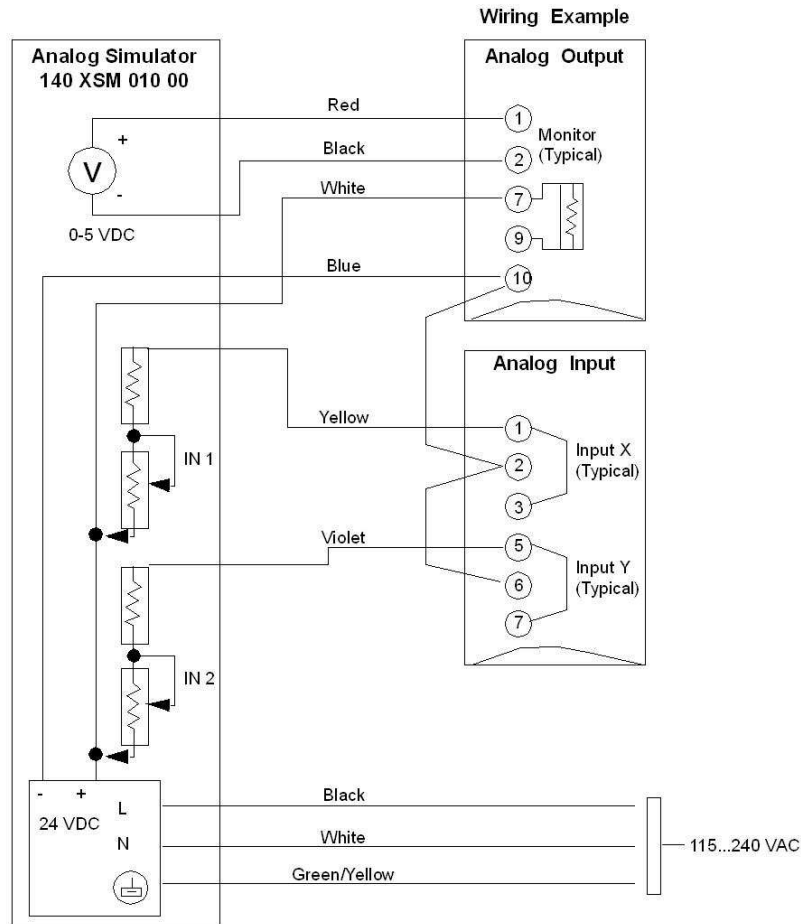 Wiring Example
Analog Simulator
140 XSM 010 00
Analog Output
Red
1
+
Monitor
(Typical)
Black
2
V
-
White
7
0-5 VDC
9
Blue
10
Analog Input
Yellow
1
IN 1
Input X
(Typical)
2
3
Violet
5
Input Y
(Typical)
6
7
IN 2
- +
24 VDC
L
Black
N
White
115...240 VAC
Green/Yellow